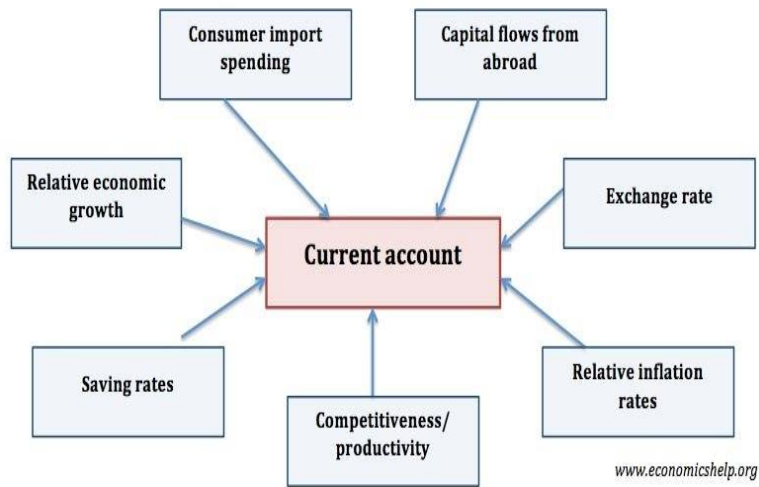 Consumer import
spending
Capital flows from
abroad
Relative economic
growth
Exchange rate
Current account
Saving rates
Competitiveness/
productivity
Relative inflation
rates
www.economicshelp.org